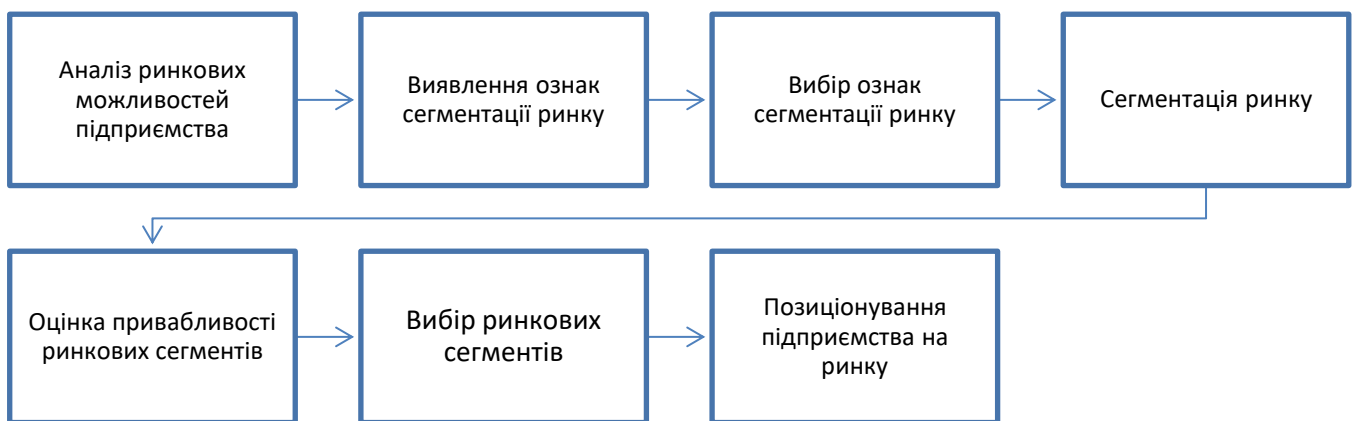 Аналіз ринкових
можливостей
підприємства
Виявлення ознак
сегментації ринку
Вибір ознак
сегментації ринку
Сегментація ринку
Оцінка привабливості
ринкових сегментів
Вибір ринкових
сегментів
Позиціонування
підприємства на
ринку